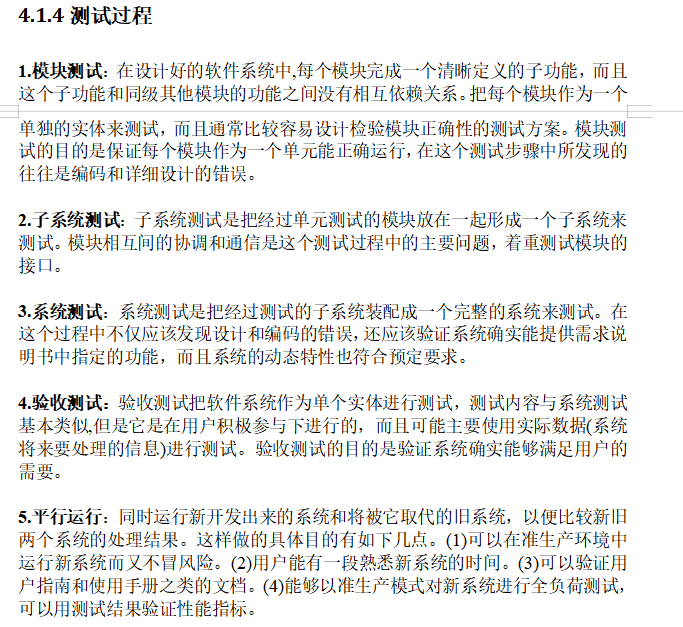 4.1.4 测试过程
1.模块测试：在设计好的软件系统中,每个模块完成一个清晰定义的子功能，而且
这个子功能和同级其他模块的功能之间没有相互依赖关系。把每个模块作为一个
单独的实体来测试，而且通常比较容易设计检验模块正确性的测试方案。模块测
试的目的是保证每个模块作为一个单元能正确运行，在这个测试步骤中所发现的
往往是编码和详细设计的错误。
2.子系统测试：子系统测试是把经过单元测试的模块放在一起形成一个子系统来
测试。模块相互间的协调和通信是这个测试过程中的主要问题，着重测试模块的
接口。
3.系统测试：系统测试是把经过测试的子系统装配成一个完整的系统来测试。在
这个过程中不仅应该发现设计和编码的错误，还应该验证系统确实能提供需求说
明书中指定的功能，而且系统的动态特性也符合预定要求。
4.验收测试：验收测试把软件系统作为单个实体进行测试，测试内容与系统测试
基本类似,但是它是在用户积极参与下进行的，而且可能主要使用实际数据(系统
将来要处理的信息)进行测试。验收测试的目的是验证系统确实能够满足用户的
需要。
5.平行运行：同时运行新开发出来的系统和将被它取代的旧系统，以便比较新旧
两个系统的处理结果。这样做的具体目的有如下几点。(1)可以在准生产环境中
运行新系统而又不冒风险。(2)用户能有一段熟悉新系统的时间。(3)可以验证用
户指南和使用手册之类的文档。(4)能够以准生产模式对新系统进行全负荷测试，
可以用测试结果验证性能指标。